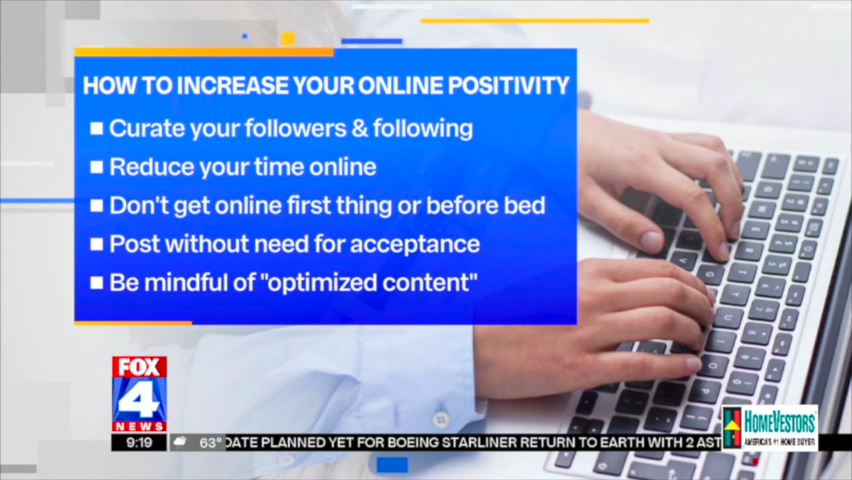 HOW TO INCREASE YOUR ONLINE POSITIVITY
Curate your followers & following
Reduce your time online
Don't get online first thing or before bed
Post without need for acceptance
Be mindful of "optimized content"
FOX
4
NEWS
HOMEVESTORS
AMERICA'S #1 HOME BUYER
9:19 63° DATE PLANNED YET FOR BOEING STARLINER RETURN TO EARTH WITH 2 AST